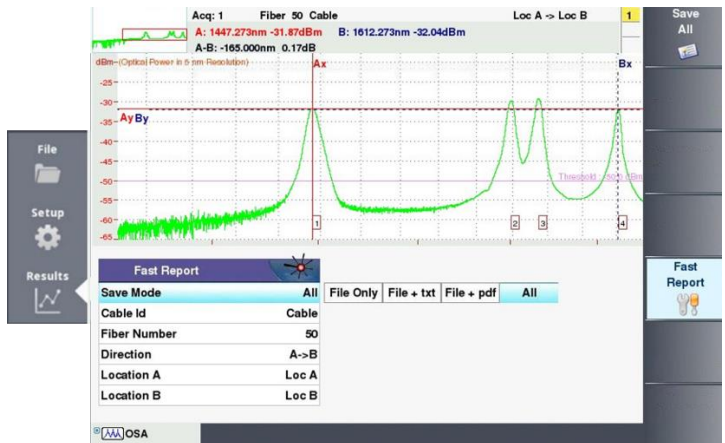 Acq: 1 Fiber 50 Cable Loc A -> Loc B 1
A: 1447.273nm -31.87dBm B: 1612.273nm -32.04dBm
A-B: -165.000nm 0.17dB
dBm (Optical Power in 5 nm Resolution) Ax Bx
-25
-30
-35 Ay By
-40
-45
-50 Threshold
-55
-60
-65
1 2 3 4
Save
All
File
Setup
Results
Fast
Report
Fast Report
Save Mode All File Only File + txt File + pdf All
Cable Id Cable
Fiber Number 50
Direction A->B
Location A Loc A
Location B Loc B
OSA